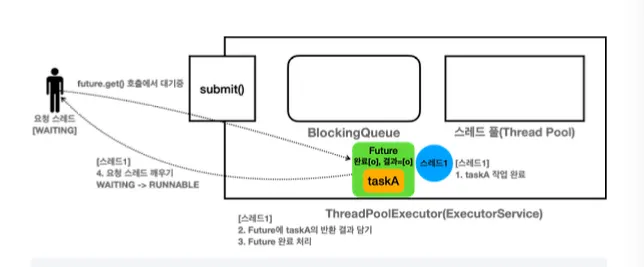 future.get() 호출에서 대기중
submit()
요청 스레드
[WAITING]
BlockingQueue
스레드 풀(Thread Pool)
Future
완료[o], 결과=[o]
taskA
스레드1
[스레드1]
1. taskA 작업 완료
[스레드1]
4. 요청 스레드 깨우기
WAITING -> RUNNABLE
ThreadPoolExecutor(ExecutorService)
[스레드1]
2. Future에 taskA의 반환 결과 담기
3. Future 완료 처리